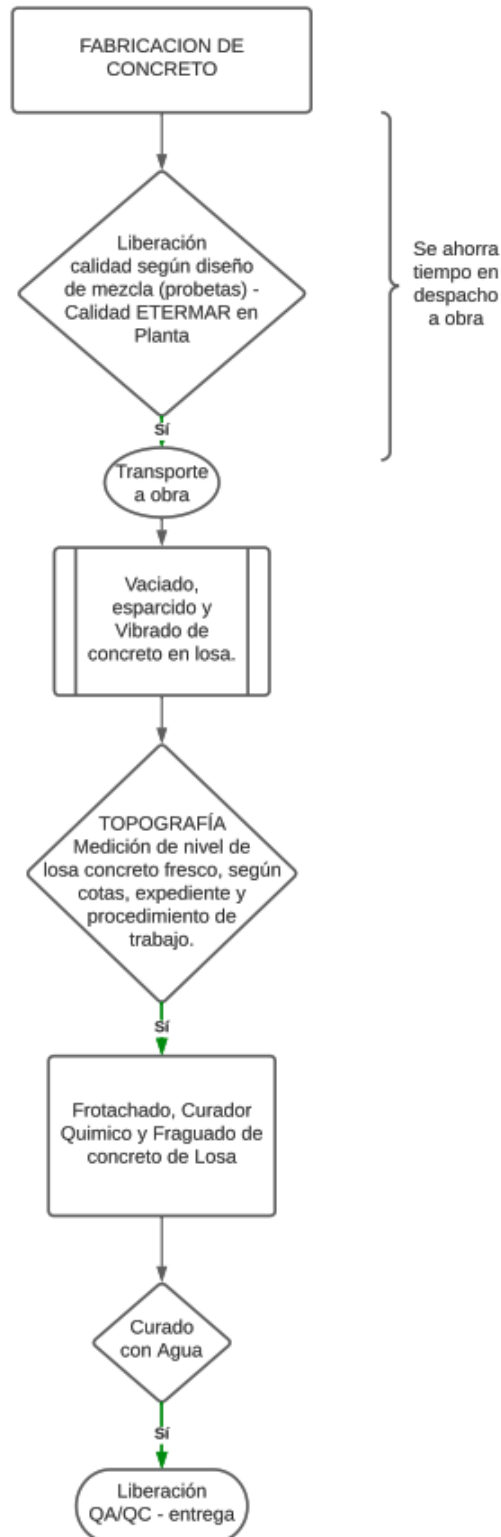 FABRICACION DE
CONCRETO
Liberación
calidad según diseño
de mezcla (probetas) -
Calidad ETERMAR en
Planta
Se ahorra
tiempo en
despacho
a obra
Sí
Transporte
a obra
Vaciado,
esparcido y
Vibrado de
concreto en losa.
TOPOGRAFÍA
Medición de nivel de
losa concreto fresco, según
cotas, expediente y
procedimiento de
trabajo.
Sí
Frotachado, Curador
Quimico y Fraguado de
concreto de Losa
Curado
con Agua
Sí
Liberación
QA/QC - entrega